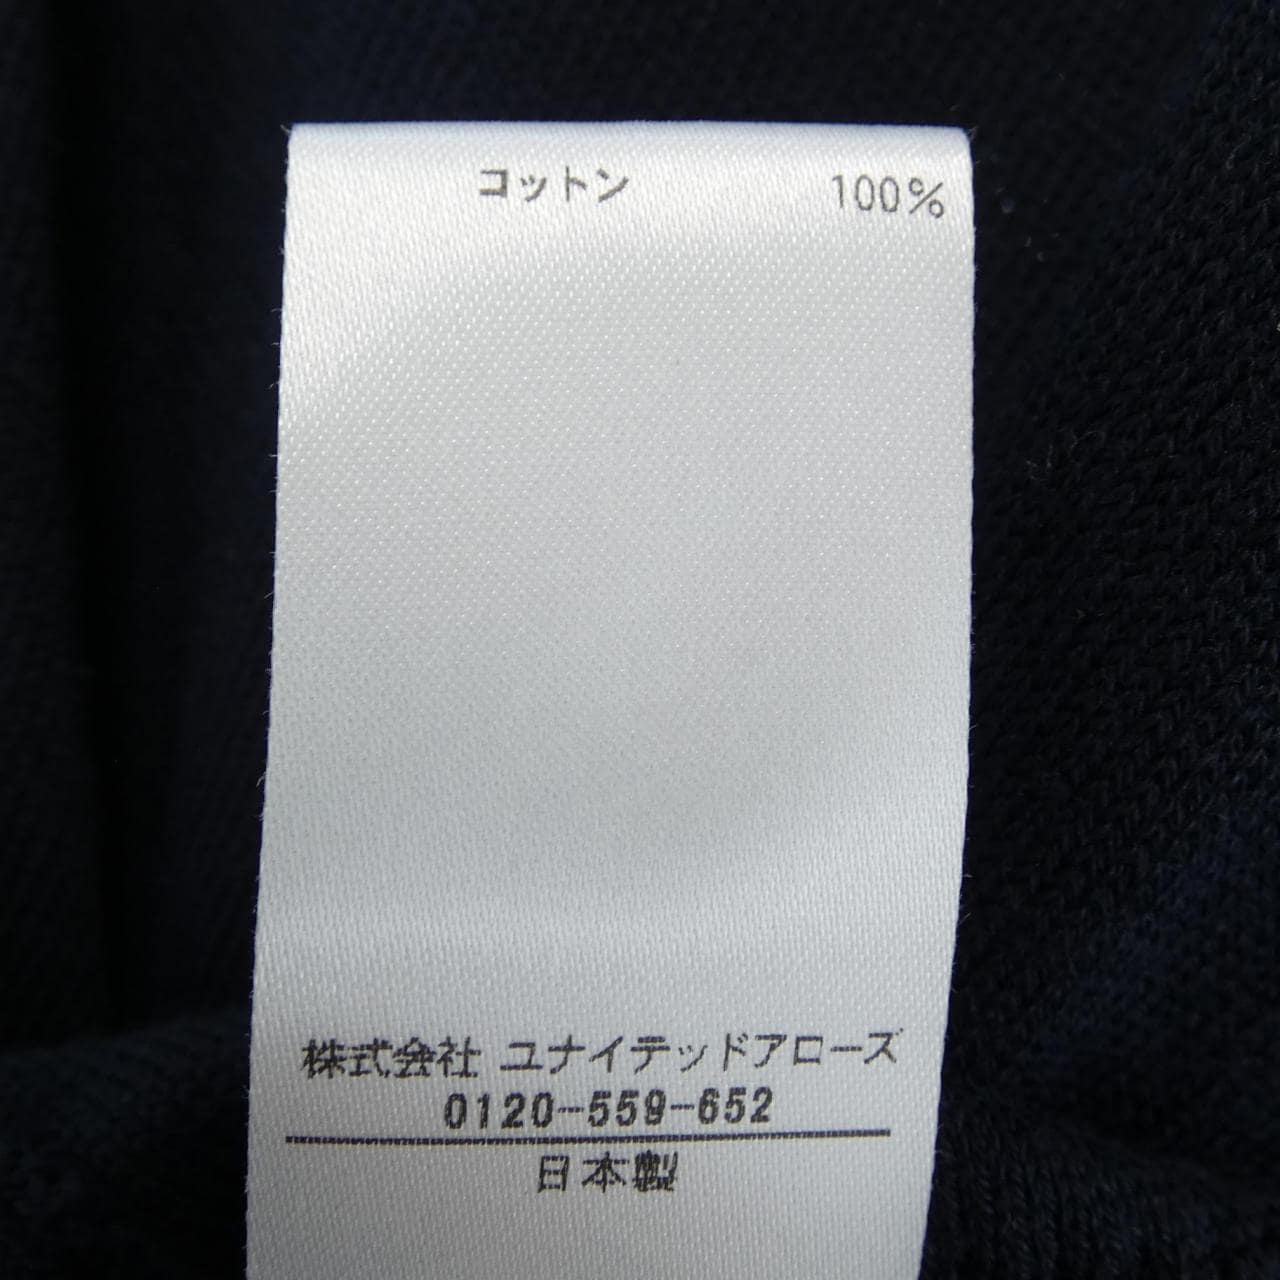 コットン 100%
株式会社 ユナイテッドアローズ
0120-559-652
日本製